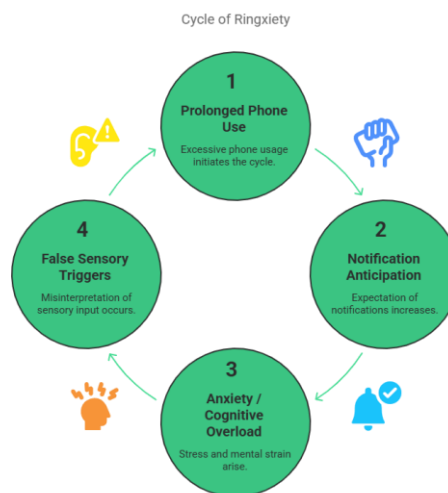 Cycle of Ringxiety
1
Prolonged Phone
Use
Excessive phone usage
initiates the cycle.
2
Notification
Anticipation
Expectation of
notifications increases.
3
Anxiety /
Cognitive
Overload
Stress and mental strain
arise.
4
False Sensory
Triggers
Misinterpretation of
sensory input occurs.